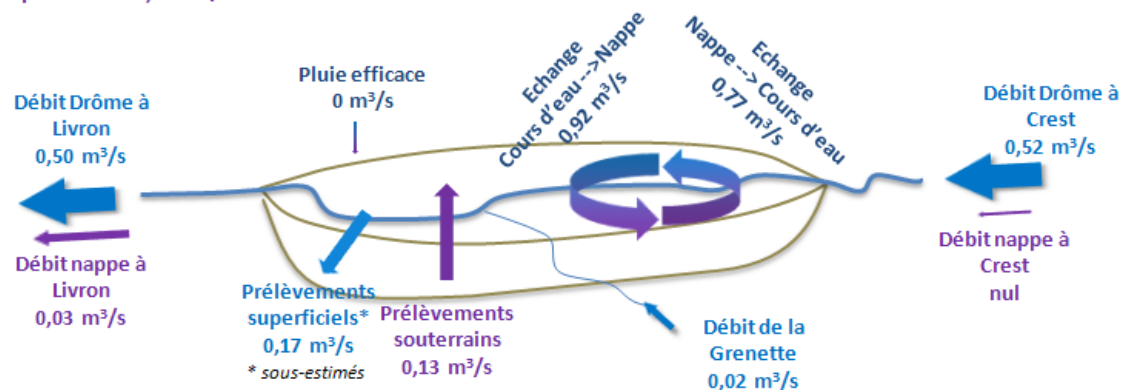 Echange
Cours d'eau-->Nappe
0,92 m³/s
Echange
Nappe --> Cours d'eau
0,77 m³/s
Pluie efficace
0 m³/s
Débit Drôme à
Livron
0,50 m³/s
Débit Drôme à
Crest
0,52 m³/s
Débit nappe à
Livron
0,03 m³/s
Débit nappe à
Crest
nul
Prélèvements
superficiels*
0,17 m³/s
* sous-estimés
Prélèvements
souterrains
0,13 m³/s
Débit de la
Grenette
0,02 m³/s